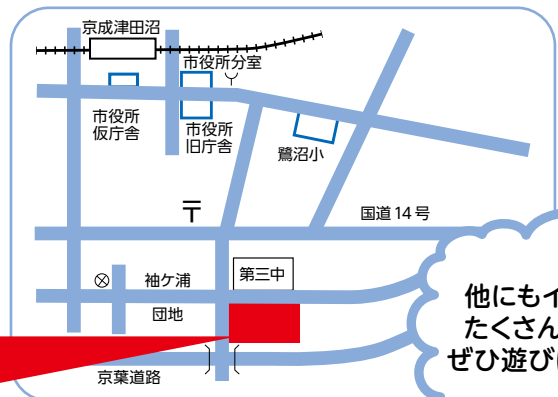 京成津田沼
市役所分室
市役所
仮庁舎
市役所
旧庁舎
鷺沼小
〒
国道14号
袖ケ浦
団地
第三中
京葉道路
他にもイ
たくさん
ぜひ遊びに